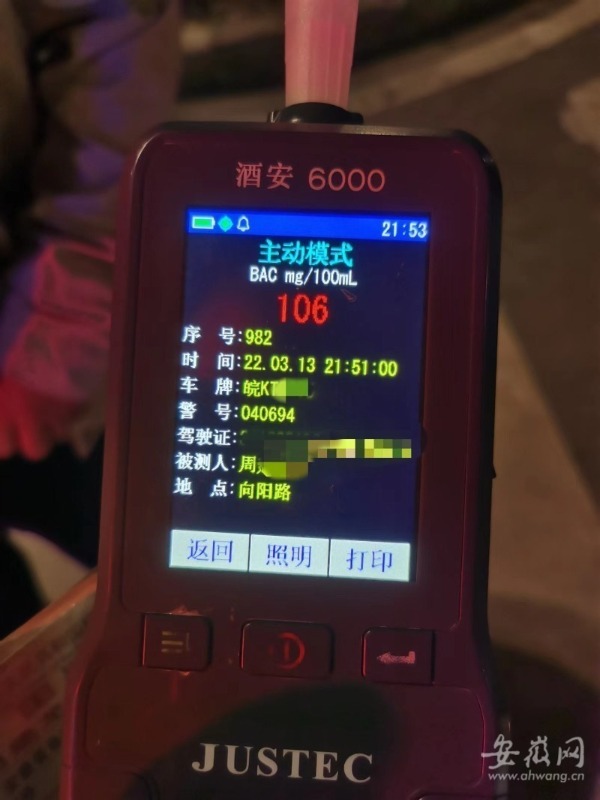 酒安 6000
21:53
主动模式
BAC mg/100mL
106
序 号:982
时 间:22.03.13 21:51:00
车 牌:皖KT
警 号:040694
驾驶证:
被测人:周
地 点:向阳路
返回 照明 打印
JUSTEC
安徽网
www.ahwang.cn